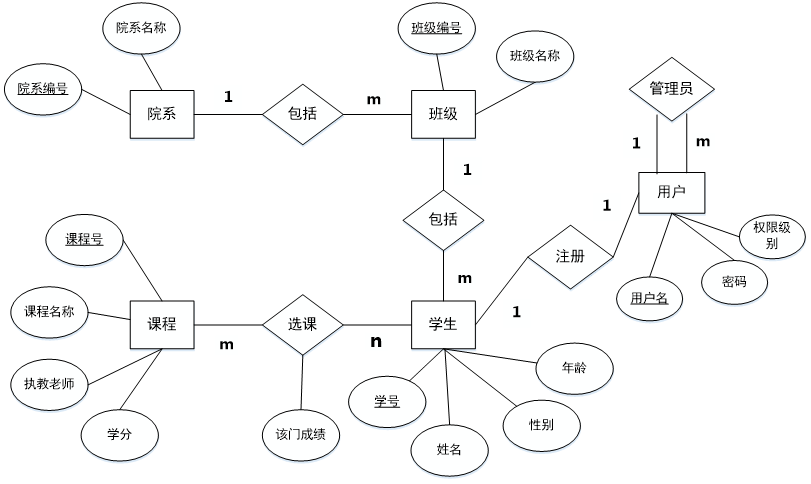 院系名称
班级编号
班级名称
院系编号
管理员
1
m
院系
包括
班级
1
m
1
用户
1
包括
权限级
别
课程号
注册
密码
m
用户名
课程名称
1
课程
选课
学生
m
n
年龄
执教老师
学号
性别
学分
该门成绩
姓名